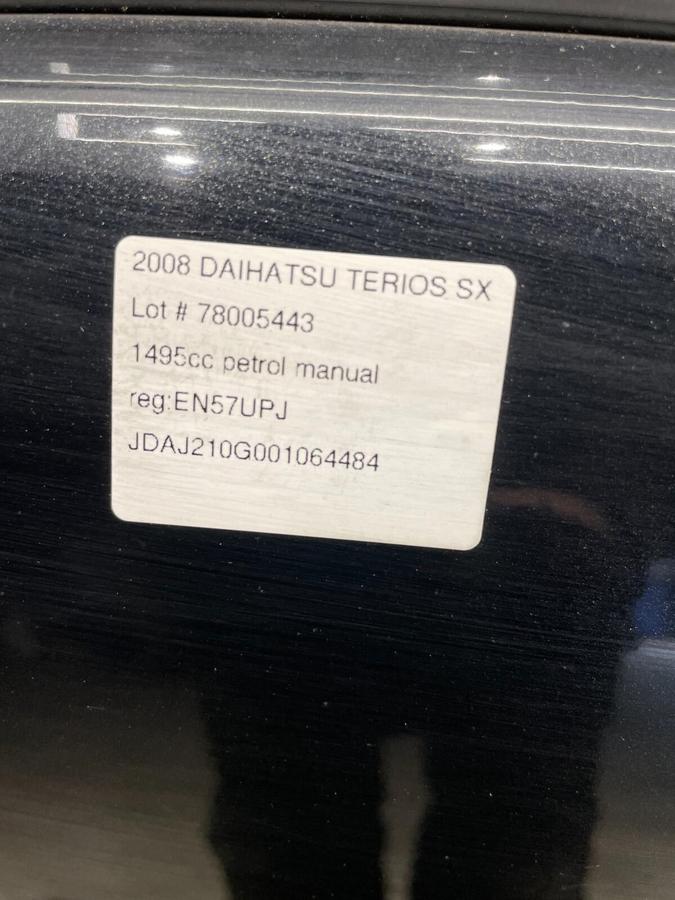 2008 DAIHATSU TERIOS SX
Lot # 78005443
1495cc petrol manual
reg:EN57UPJ
JDAJ210G001064484